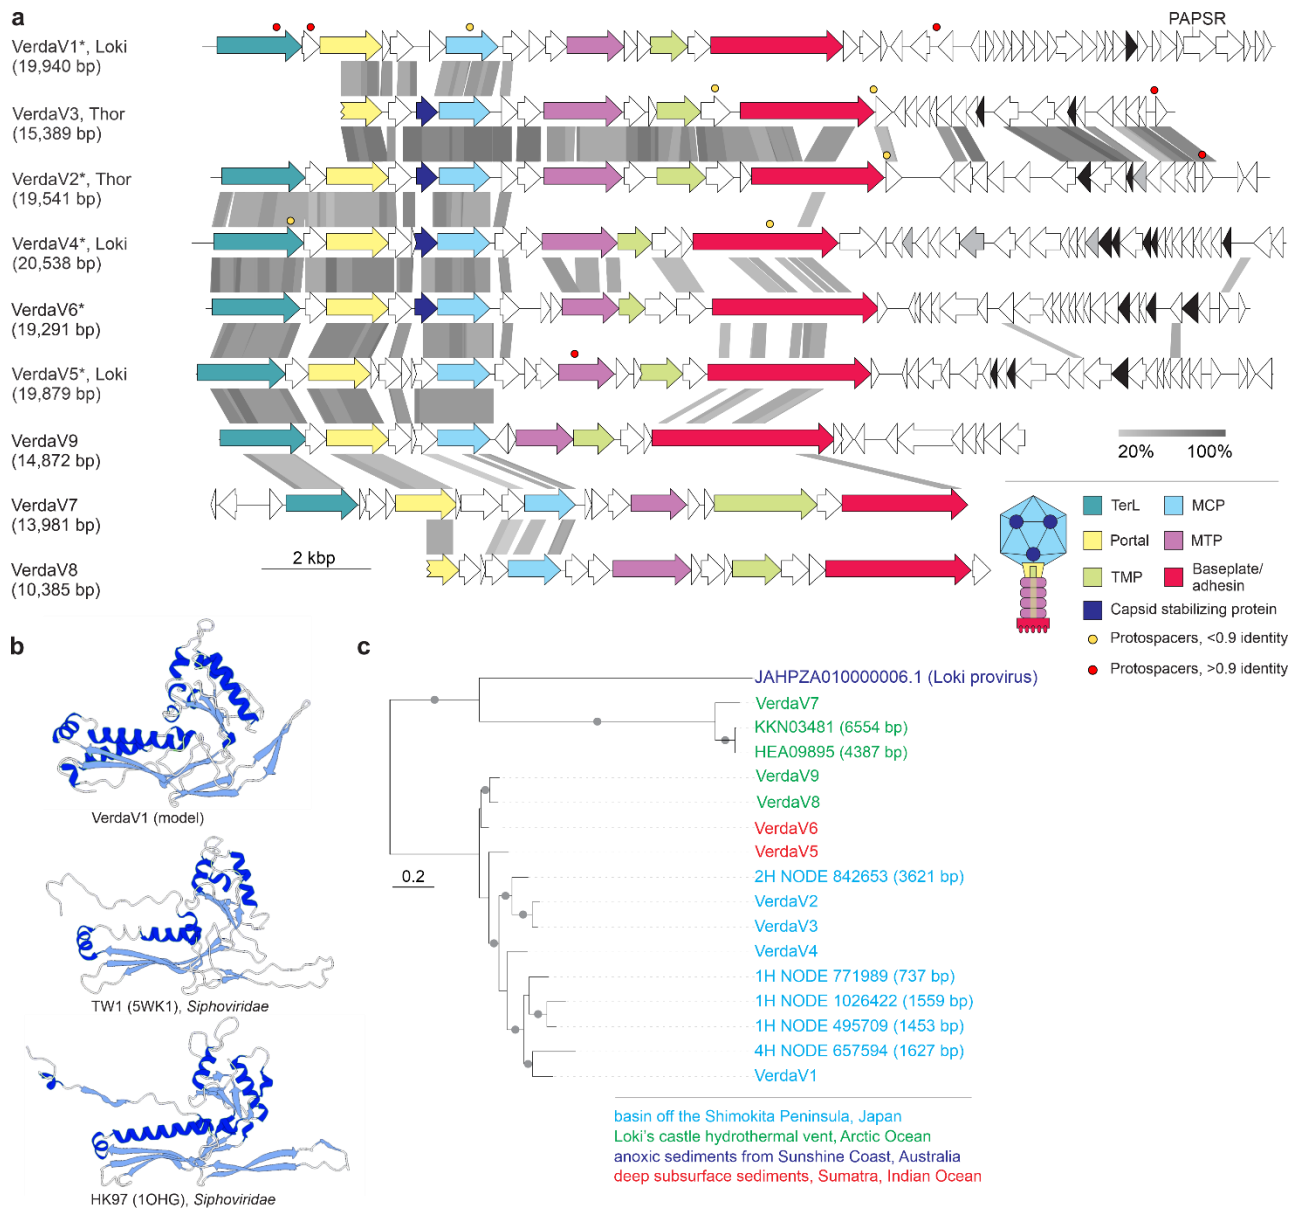 a
PAPSR
VerdaV1*, Loki
(19,940 bp)
VerdaV3, Thor
(15,389 bp)
VerdaV2*, Thor
(19,541 bp)
VerdaV4*, Loki
(20,538 bp)
VerdaV6*
(19,291 bp)
VerdaV5*, Loki
(19,879 bp)
VerdaV9
(14,872 bp)
VerdaV7
(13,981 bp)
VerdaV8
(10,385 bp)
2 kbp
20% 100%
TerL MCP
Portal MTP
TMP Baseplate/
adhesin
Capsid stabilizing protein
Protospacers, <0.9 identity
Protospacers, >0.9 identity
b
VerdaV1 (model)
TW1 (5WK1), Siphoviridae
HK97 (1OHG), Siphoviridae
c
JAHPZA010000006.1 (Loki provirus)
VerdaV7
KKN03481 (6554 bp)
HEA09895 (4387 bp)
VerdaV9
VerdaV8
VerdaV6
VerdaV5
2H NODE 842653 (3621 bp)
VerdaV2
VerdaV3
VerdaV4
1H NODE 771989 (737 bp)
1H NODE 1026422 (1559 bp)
1H NODE 495709 (1453 bp)
4H NODE 657594 (1627 bp)
VerdaV1
0.2
basin off the Shimokita Peninsula, Japan
Loki's castle hydrothermal vent, Arctic Ocean
anoxic sediments from Sunshine Coast, Australia
deep subsurface sediments, Sumatra, Indian Ocean